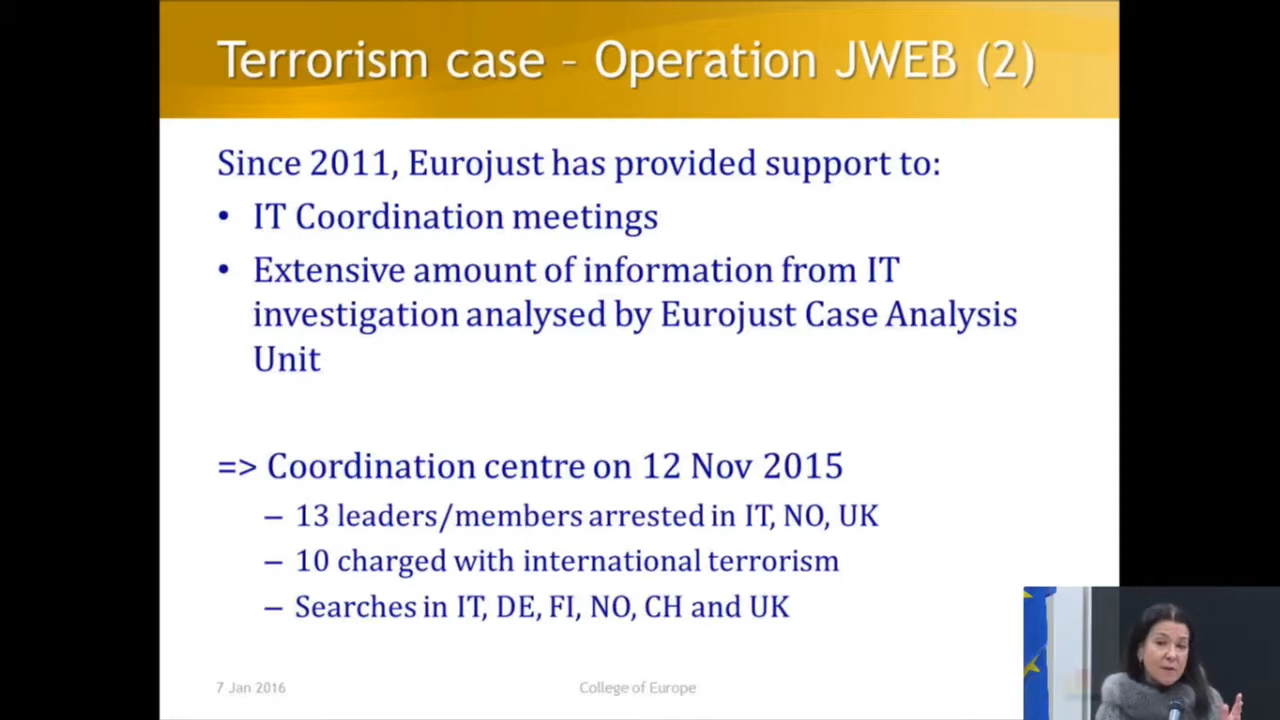 Terrorism case – Operation JWEB (2)
Since 2011, Eurojust has provided support to:
• IT Coordination meetings
• Extensive amount of information from IT
investigation analysed by Eurojust Case Analysis
Unit
=> Coordination centre on 12 Nov 2015
– 13 leaders/members arrested in IT, NO, UK
– 10 charged with international terrorism
– Searches in IT, DE, FI, NO, CH and UK
7 Jan 2016
College of Europe